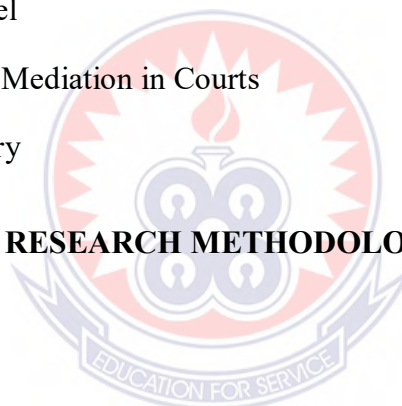 el
Mediation in Courts
ry
RESEARCH METHODOLO
EDUCATION FOR SERVICE